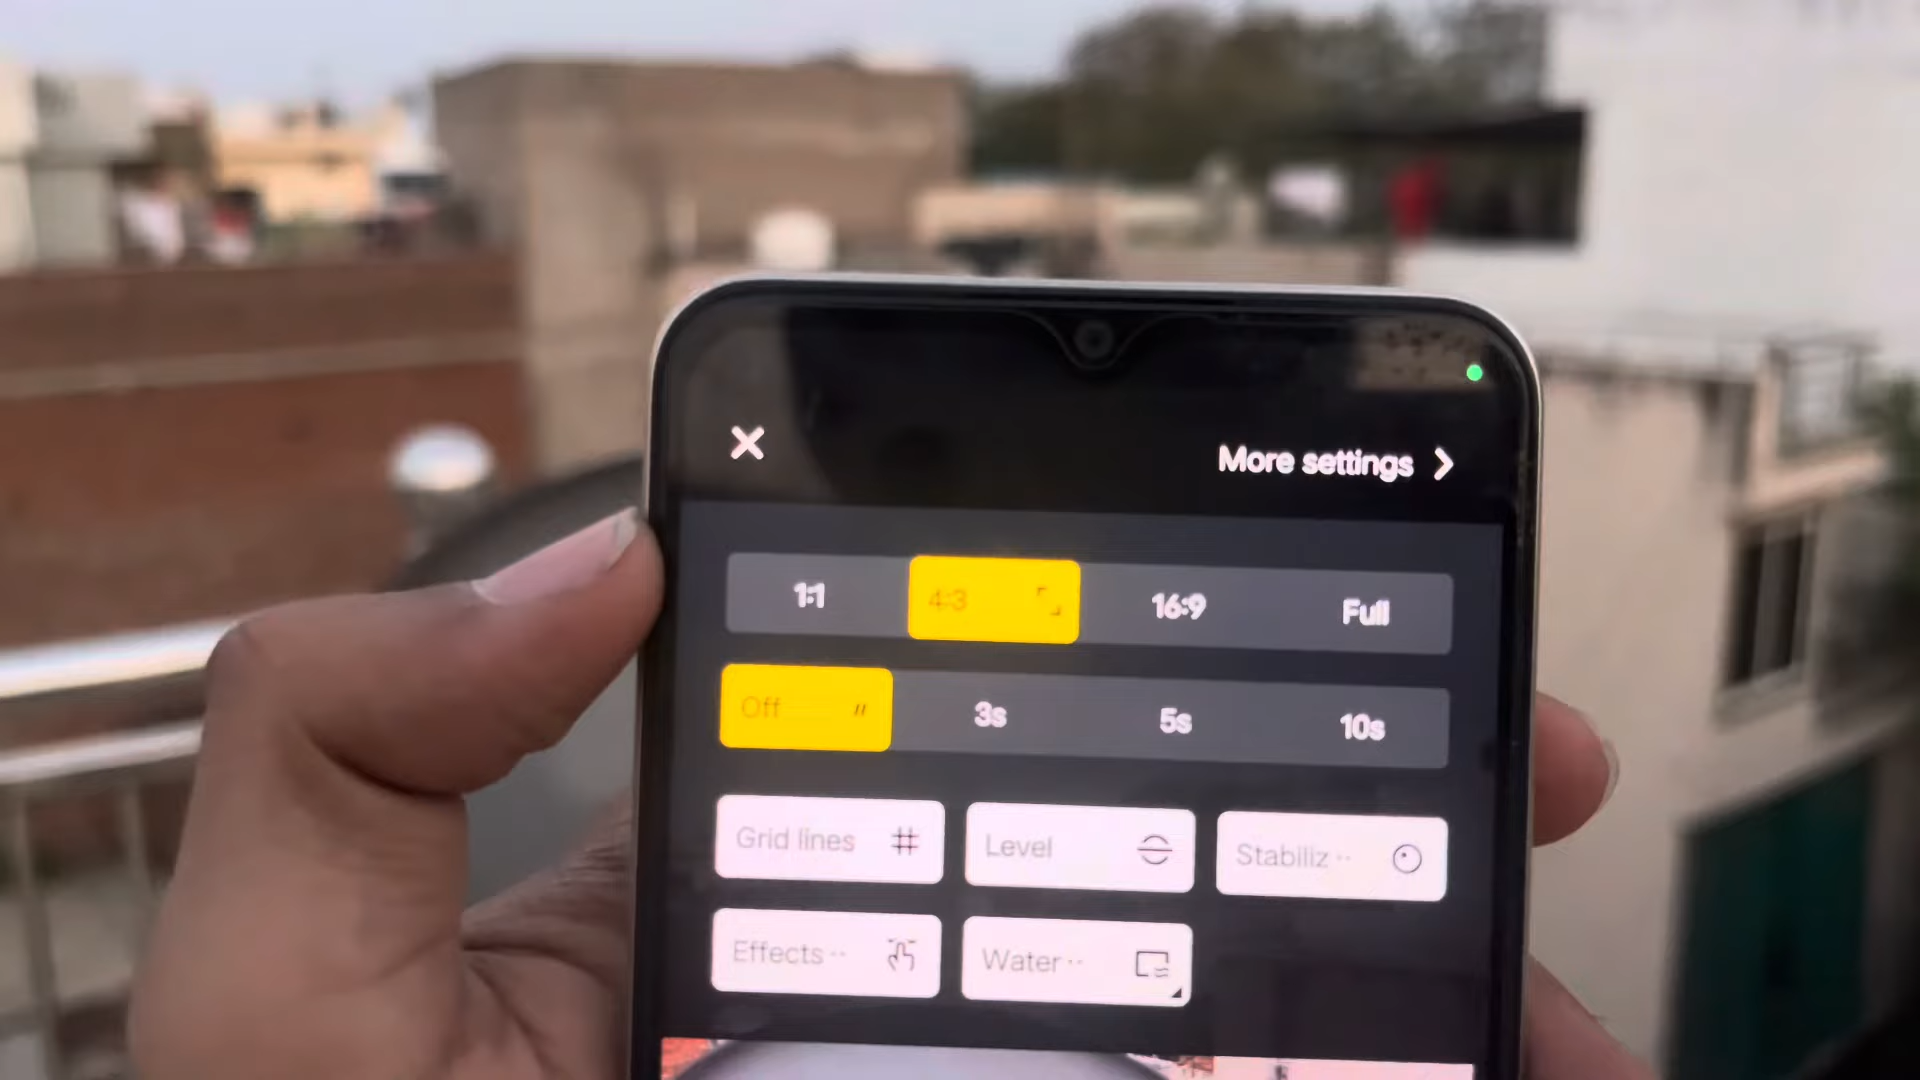 More settings
1:1 4:3 16:9 Full
Off 3s 5s 10s
Grid lines Level Stabiliz ··
Effects ·· Water ··